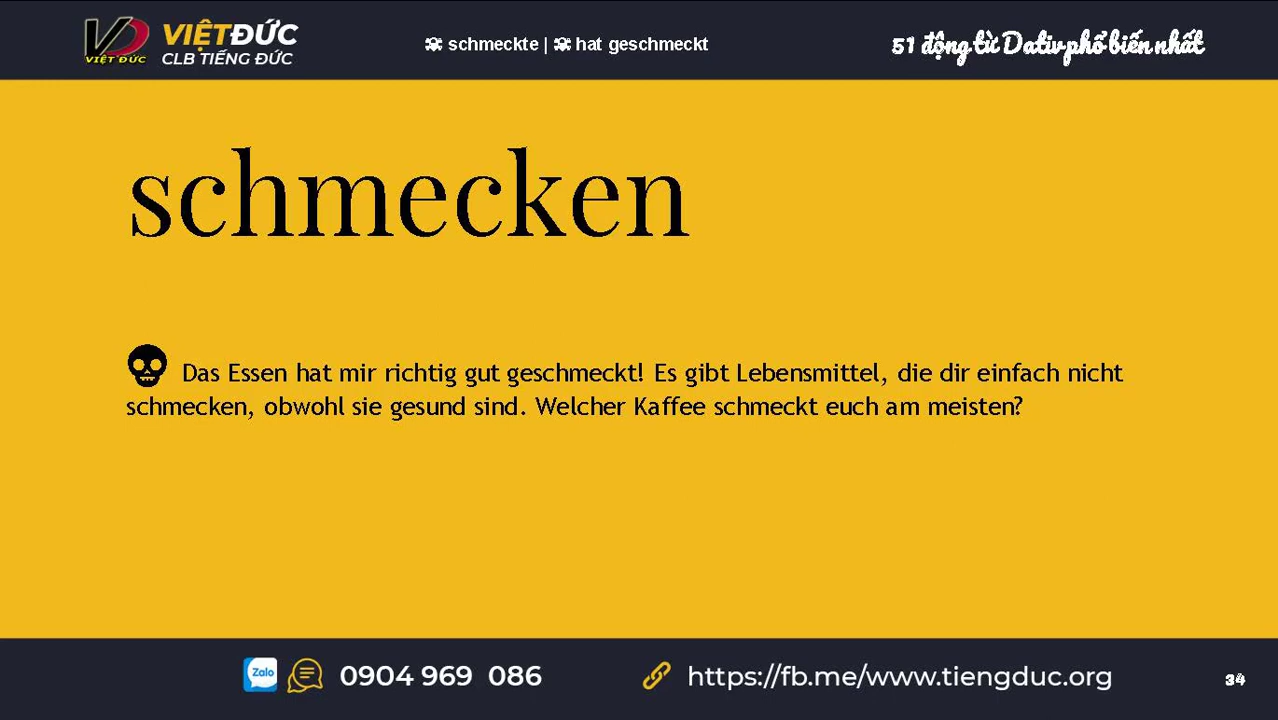 VIỆT ĐỨC
VIỆTĐỨC
CLB TIẾNG ĐỨC
schmeckte | hat geschmeckt
51 động từ Dativ phổ biến nhất
schmecken
Das Essen hat mir richtig gut geschmeckt! Es gibt Lebensmittel, die dir einfach nicht
schmecken, obwohl sie gesund sind. Welcher Kaffee schmeckt euch am meisten?
Zalo
0904 969 086
https://fb.me/www.tiengduc.org
34